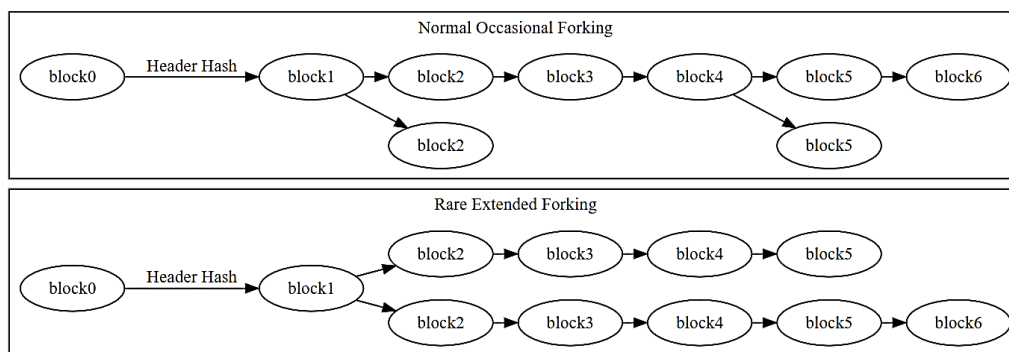 Normal Occasional Forking
block0 Header Hash block1 block2 block3 block4 block5 block6
block2 block5
Rare Extended Forking
block2 block3 block4 block5
block0 Header Hash block1
block2 block3 block4 block5 block6